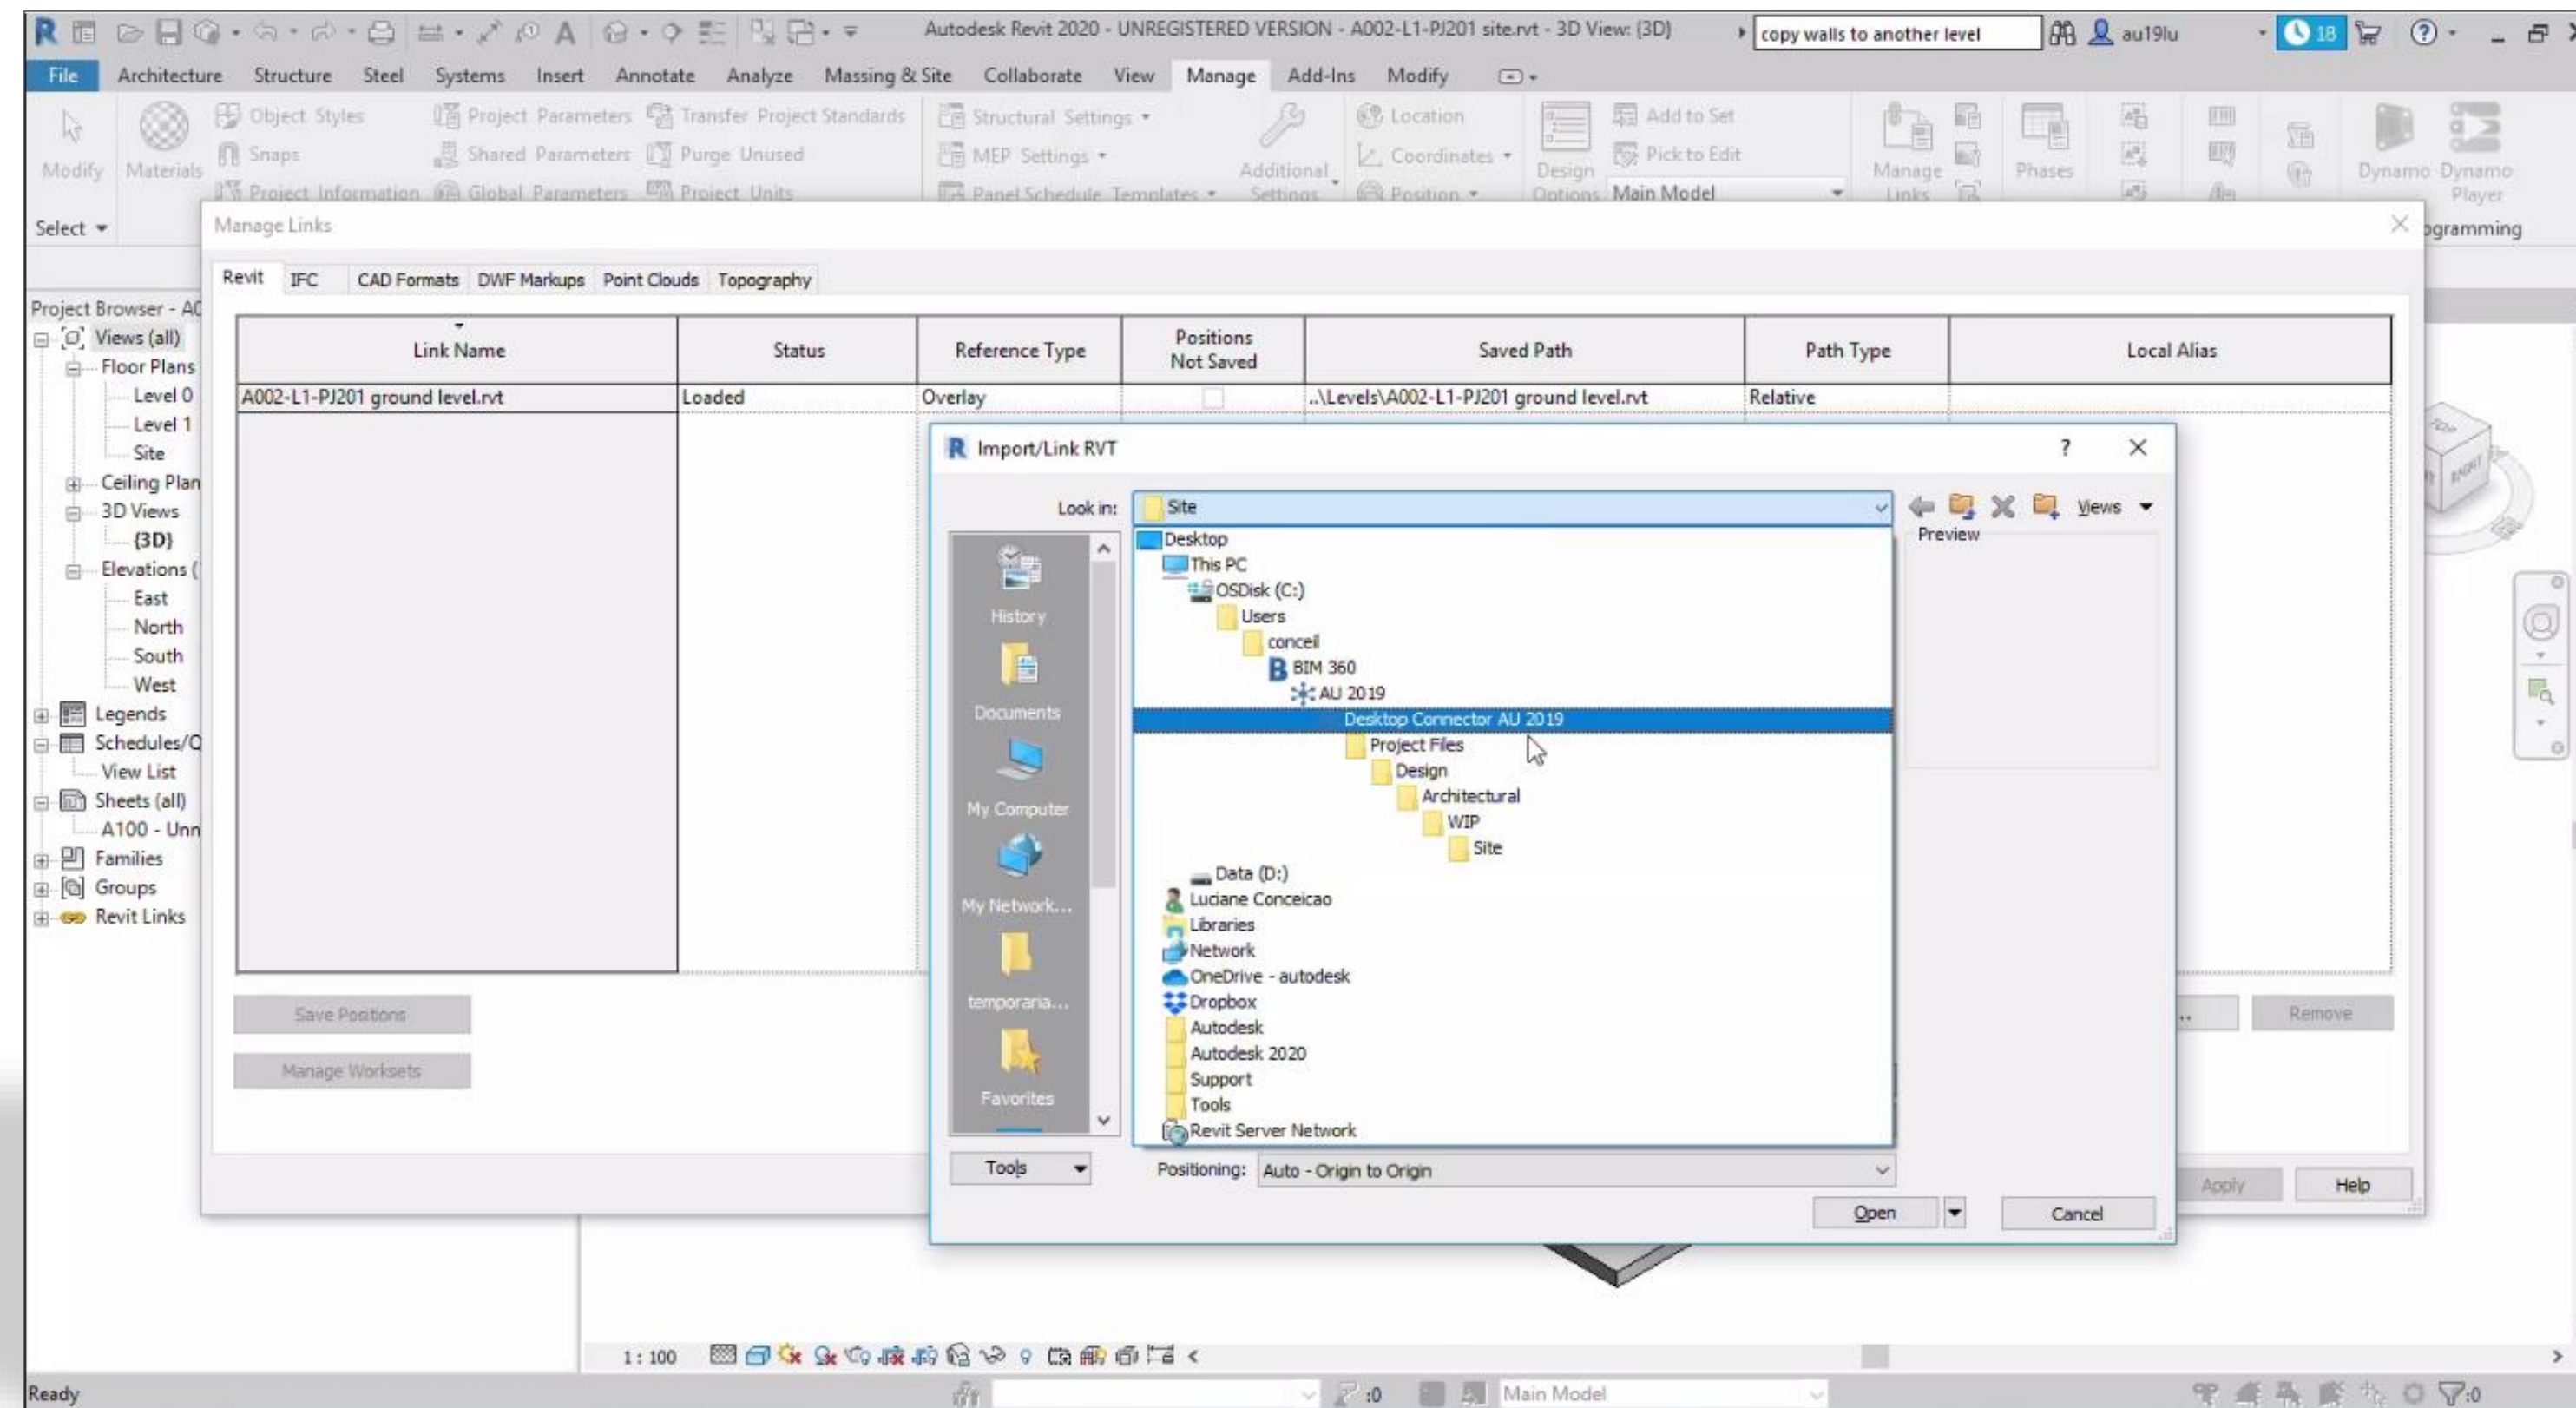 Autodesk Revit 2020 - UNREGISTERED VERSION - A002-L1-PJ201 site.rvt - 3D View: {3D} copy walls to another level au19lu 18
File Architecture Structure Steel Systems Insert Annotate Analyze Massing & Site Collaborate View Manage Add-Ins Modify
Object Styles Project Parameters Transfer Project Standards Structural Settings Location Add to Set
Snaps Shared Parameters Purge Unused MEP Settings Coordinates Pick to Edit
Modify Materials Additional Settings Design Options Manage Links Phases Dynamo Dynamo Player
Project Information Global Parameters Project Units Panel Schedule Templates Position Main Model
Select ogramming
Manage Links
Revit IFC CAD Formats DWF Markups Point Clouds Topography
Project Browser - A0
Views (all)
Floor Plans
Level 0
Level 1
Site
Ceiling Plan
3D Views
{3D}
Elevations (
East
North
South
West
Legends
Schedules/Q
View List
Sheets (all)
A100 - Unn
Families
Groups
Revit Links
Link Name Status Reference Type Positions Not Saved Saved Path Path Type Local Alias
A002-L1-PJ201 ground level.rvt Loaded Overlay ..\Levels\A002-L1-PJ201 ground level.rvt Relative
Import/Link RVT ?
Look in: Site Views
Preview
History
Documents
My Computer
My Network...
temporaria...
Favorites
Desktop
This PC
OSDisk (C:)
Users
conceil
BIM 360
AU 2019
Desktop Connector AU 2019
Project Files
Design
Architectural
WIP
Site
Data (D:)
Luciane Conceicao
Libraries
Network
OneDrive - autodesk
Dropbox
Autodesk
Autodesk 2020
Support
Tools
Revit Server Network
Tools Positioning: Auto - Origin to Origin
Open Cancel
Save Positions
Manage Worksets
.. Remove
Apply Help
TOP
RIGHT
1 : 100
Ready :0 Main Model :0